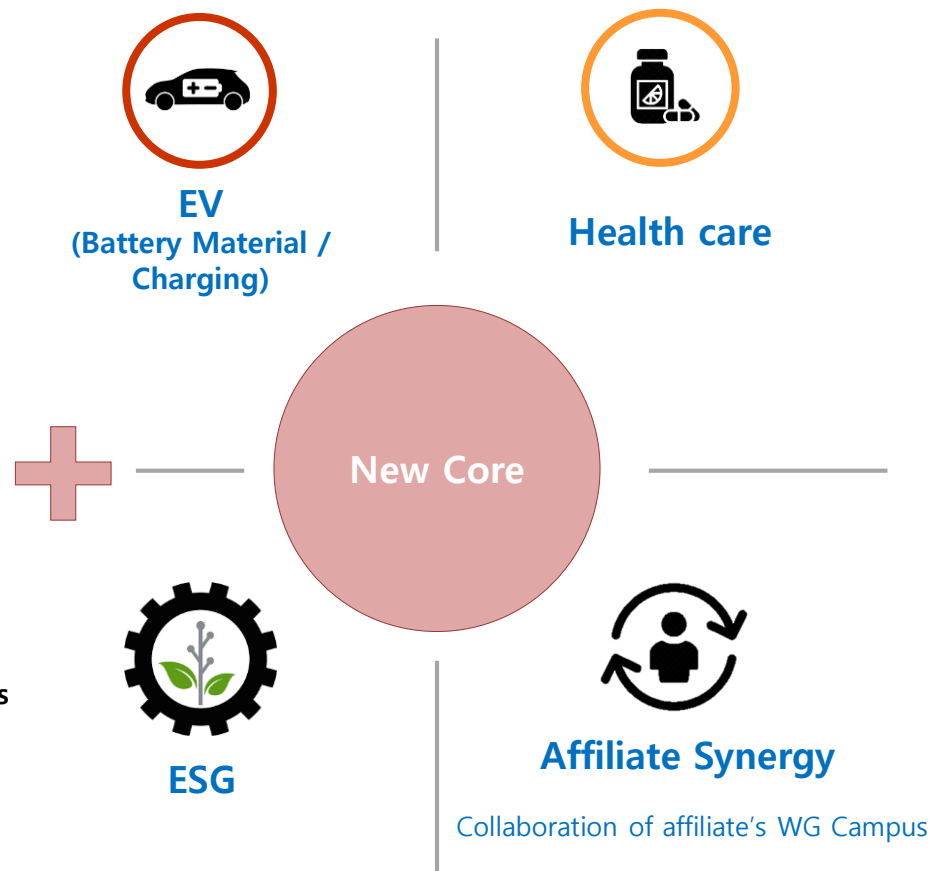 EV
(Battery Material /
Charging)
Health care
New Core
s
ESG
Affiliate Synergy
Collaboration of affiliate's WG Campus